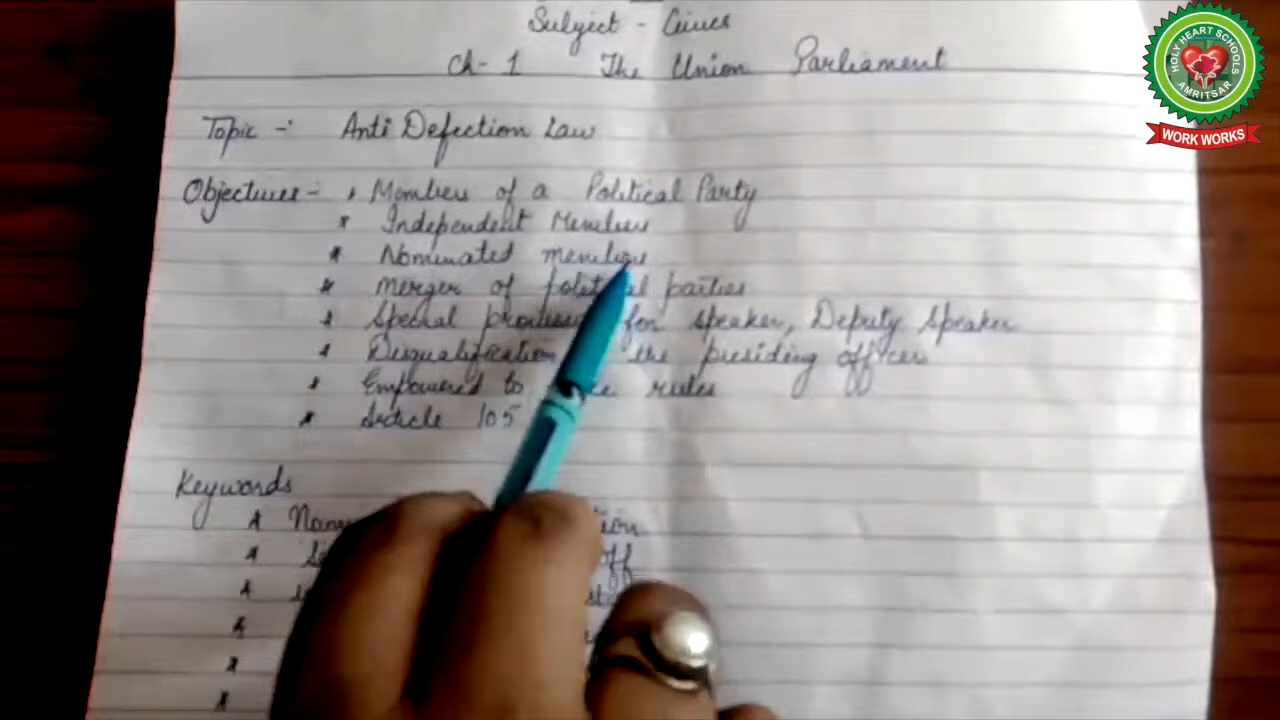 Subject - Civics
Ch- 1 The Union Parliament
Topic -: Anti Defection Law
Objectives:- * Members of a Political Party
* Independent Members
* Nominated members
* Merger of political parties
* Special provision for speaker, Deputy Speaker
* Disqualification the presiding officer
* Empowered to rules
* Article 105
Keywords
*
* off
*
*
*
*
HOLY HEART SCHOOLS
AMRITSAR
WORK WORKS